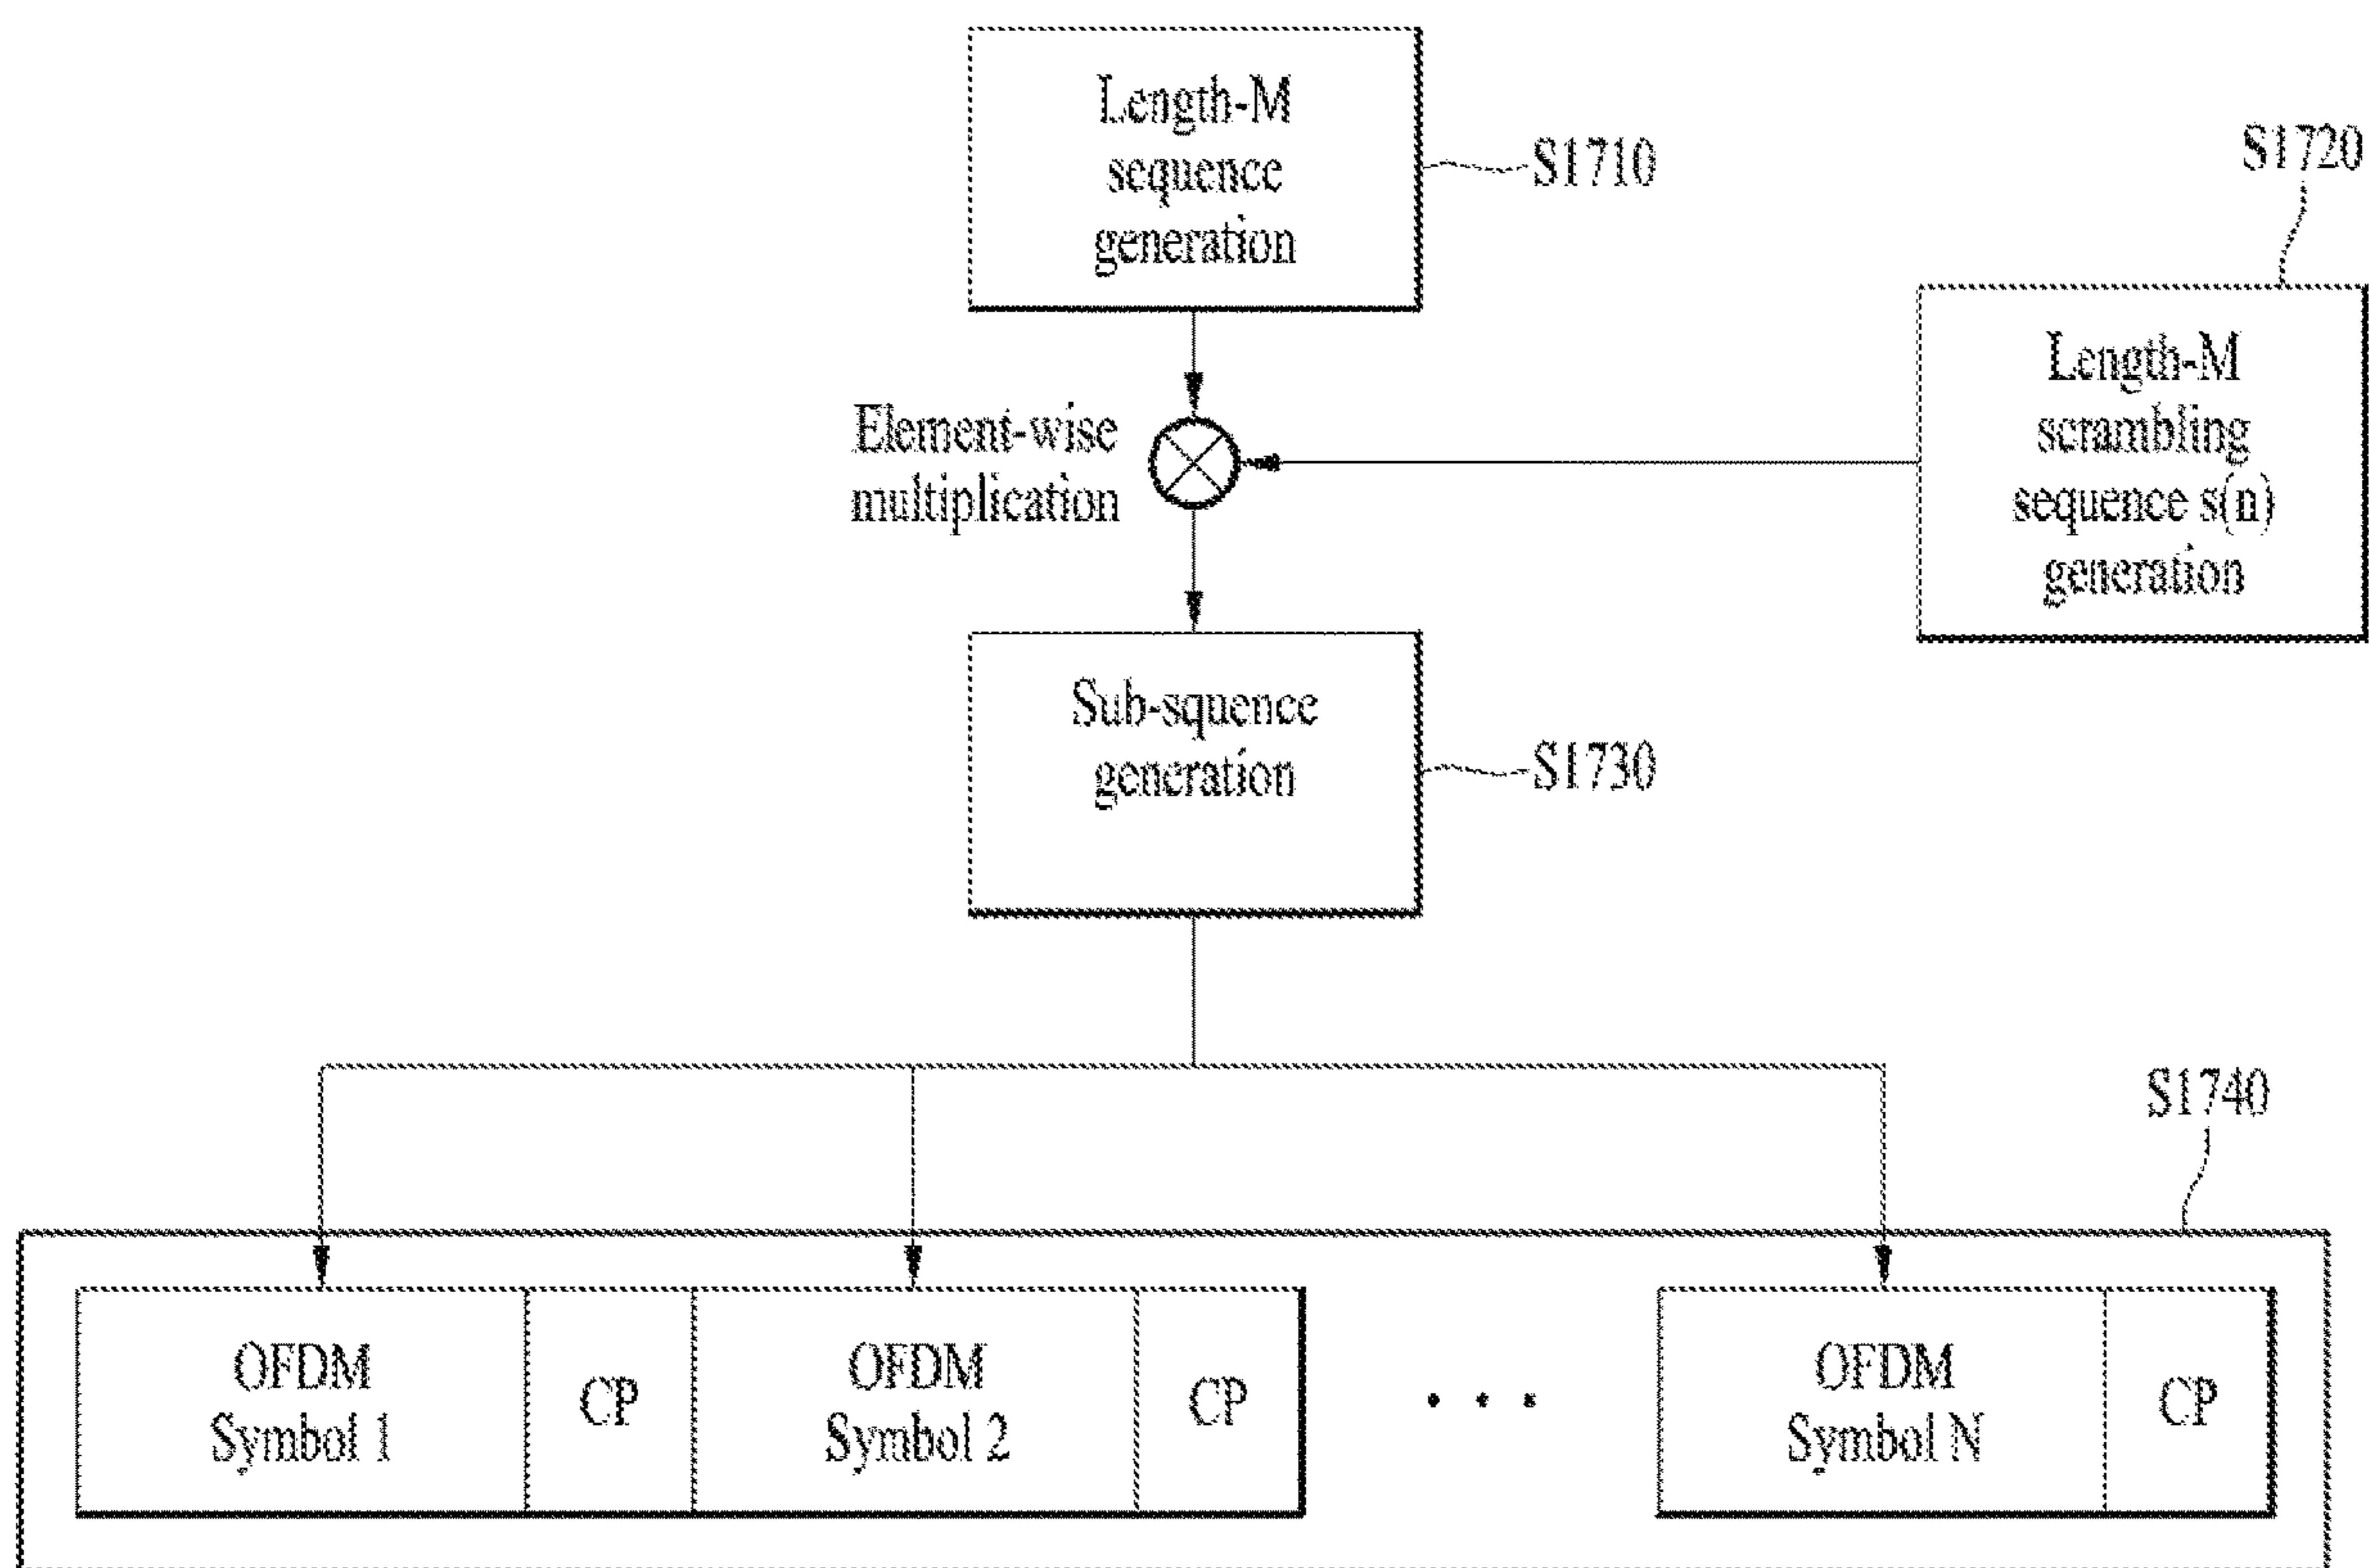 Length-M
sequence
generation
S1710
S1720
Length-M
scrambling
sequence s(n)
generation
Element-wise
multiplication
Sub-squence
generation
S1730
S1740
OFDM
Symbol 1
CP
OFDM
Symbol 2
CP
. . .
OFDM
Symbol N
CP